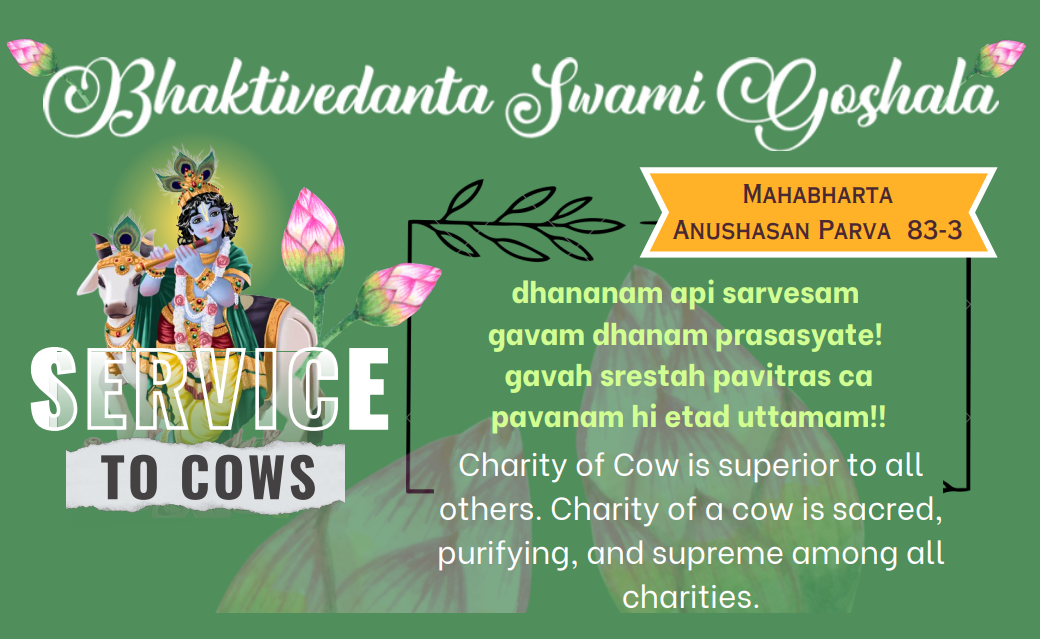 Bhaktivedanta Swami Goshala
SERVICE
TO COWS
MAHABHARTA
ANUSHASAN PARVA 83-3
dhananam api sarvesam
gavam dhanam prasasyate!
gavah srestah pavitras ca
pavanam hi etad uttamam!!
Charity of Cow is superior to all
others. Charity of a cow is sacred,
purifying, and supreme among all
charities.